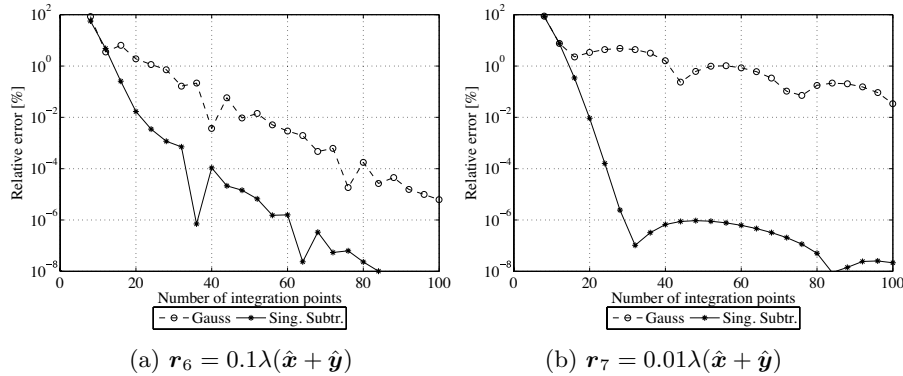 10^2
10^0
10^-2
10^-4
10^-6
10^-8
Relative error [%]
0 20 40 60 80 100
Number of integration points
Gauss Sing. Subtr.
(a) r_6 = 0.1λ(x̂ + ŷ)
10^2
10^0
10^-2
10^-4
10^-6
10^-8
Relative error [%]
0 20 40 60 80 100
Number of integration points
Gauss Sing. Subtr.
(b) r_7 = 0.01λ(x̂ + ŷ)